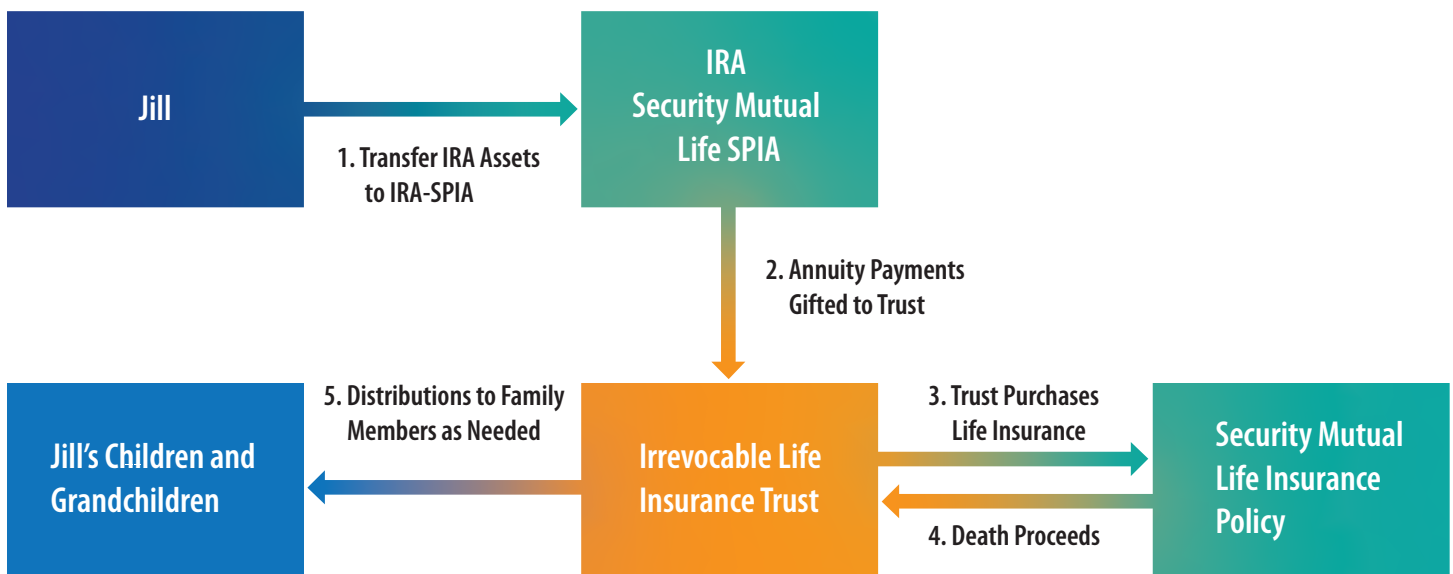 Jill
1. Transfer IRA Assets
to IRA-SPIA
IRA
Security Mutual
Life SPIA
2. Annuity Payments
Gifted to Trust
Jill’s Children and
Grandchildren
5. Distributions to Family
Members as Needed
Irrevocable Life
Insurance Trust
3. Trust Purchases
Life Insurance
4. Death Proceeds
Security Mutual
Life Insurance
Policy